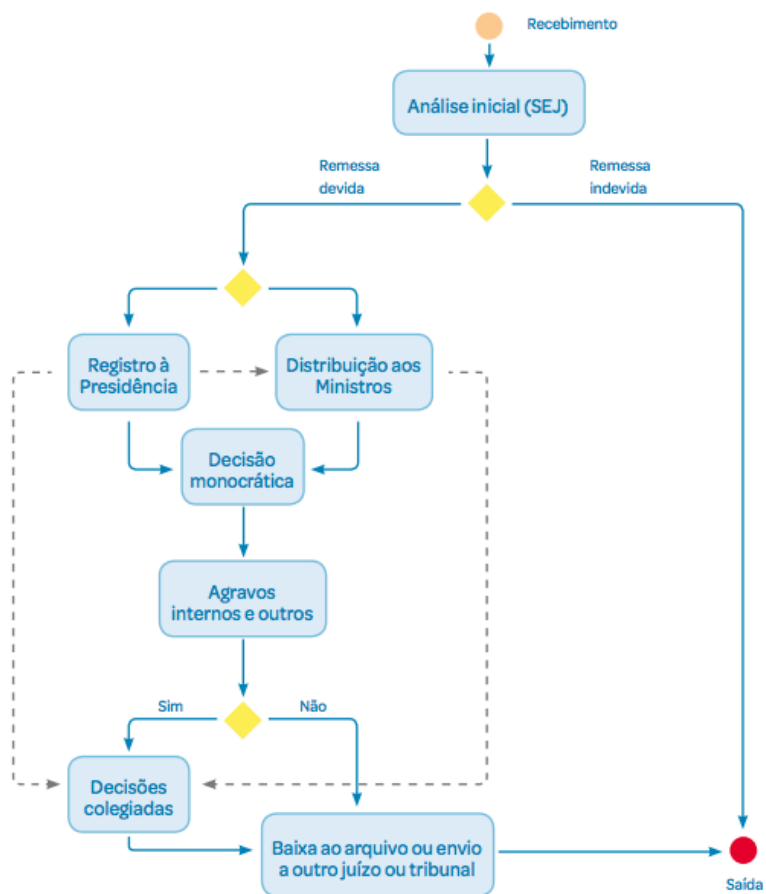 Recebimento
Análise inicial (SEJ)
Remessa
devida
Remessa
indevida
Registro à
Presidência
Distribuição aos
Ministros
Decisão
monocrática
Agravos
internos e outros
Sim
Não
Decisões
colegiadas
Baixa ao arquivo ou envio
a outro juízo ou tribunal
Saída